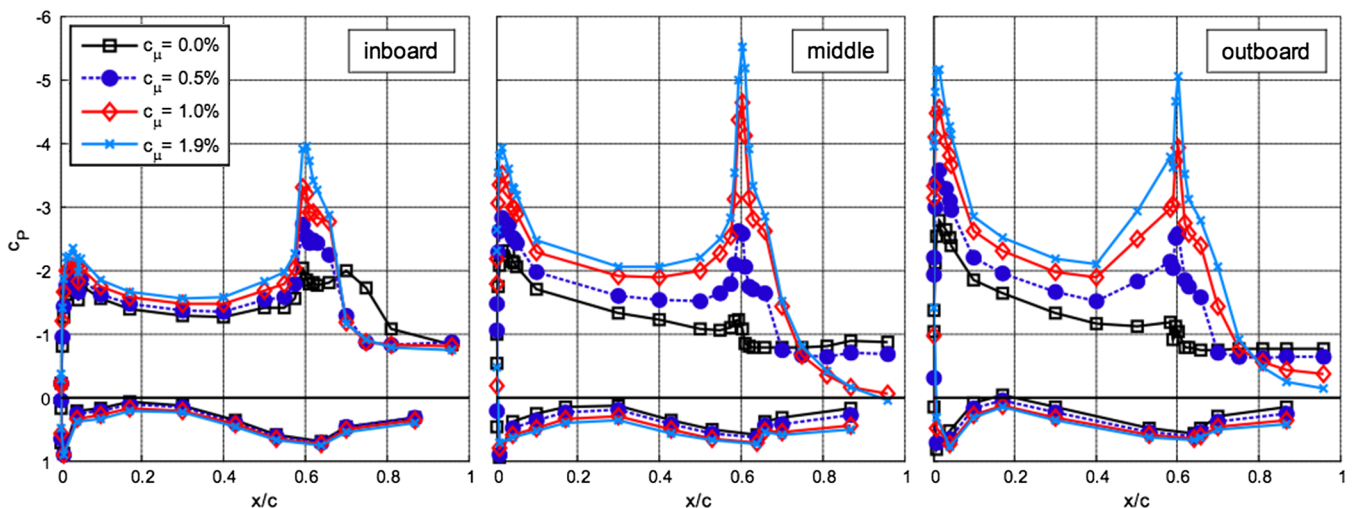 -6
-5
-4
-3
-2
-1
0
1
c_P
c_μ = 0.0%
c_μ = 0.5%
c_μ = 1.0%
c_μ = 1.9%
inboard
middle
outboard
0 0.2 0.4 0.6 0.8 1
0 0.2 0.4 0.6 0.8 1
0 0.2 0.4 0.6 0.8 1
x/c
x/c
x/c